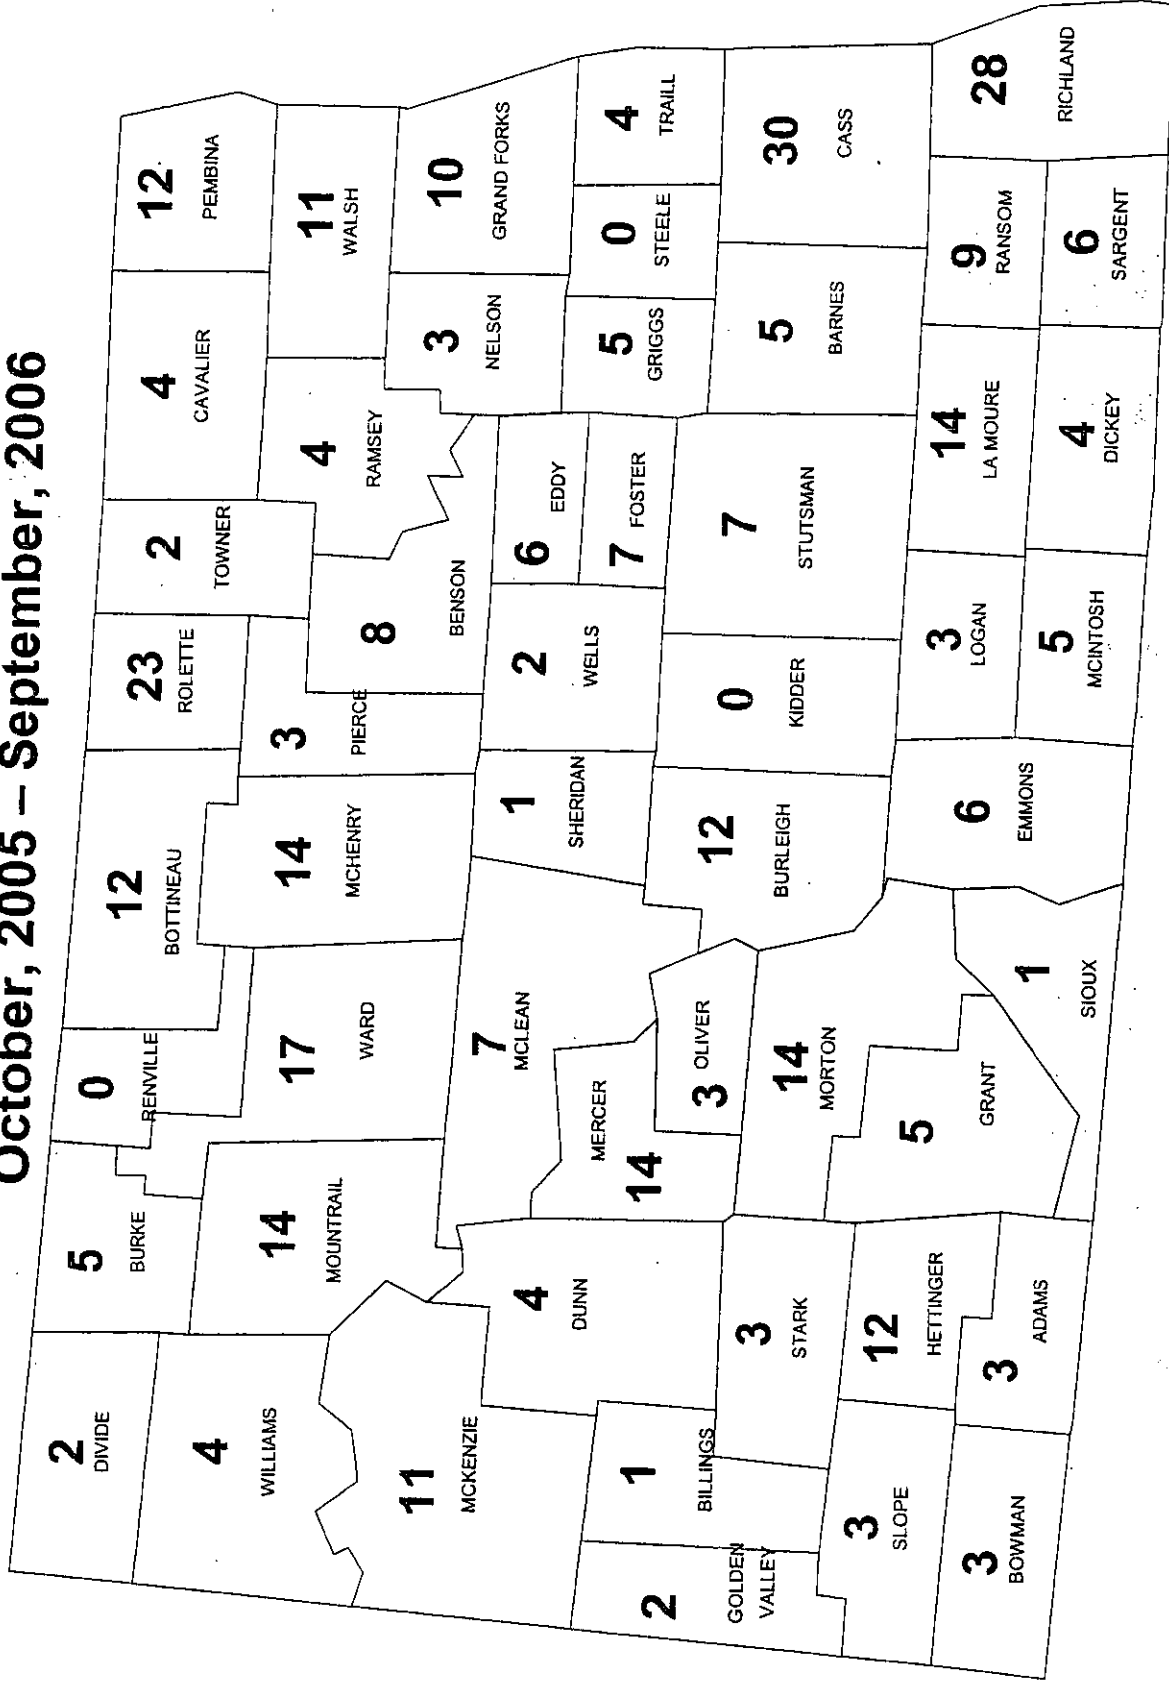 October, 2005 – September, 2006
2
DIVIDE
5
BURKE
0
RENVILLE
12
BOTTINEAU
23
ROLETTE
2
TOWNER
4
CAVALIER
12
PEMBINA
4
WILLIAMS
14
MOUNTRAIL
17
WARD
14
MCHENRY
3
PIERCE
8
BENSON
4
RAMSEY
11
WALSH
11
MCKENZIE
4
DUNN
7
MCLEAN
14
MERCER
3
OLIVER
1
SHERIDAN
2
WELLS
6
EDDY
7
FOSTER
3
NELSON
10
GRAND FORKS
5
GRIGGS
0
STEELE
4
TRAILL
2
GOLDEN
VALLEY
1
BILLINGS
3
STARK
14
MORTON
12
BURLEIGH
0
KIDDER
7
STUTSMAN
5
BARNES
30
CASS
3
SLOPE
12
HETTINGER
5
GRANT
3
BOWMAN
3
ADAMS
1
SIOUX
6
EMMONS
3
LOGAN
14
LA MOURE
9
RANSOM
28
RICHLAND
5
MCINTOSH
4
DICKEY
6
SARGENT